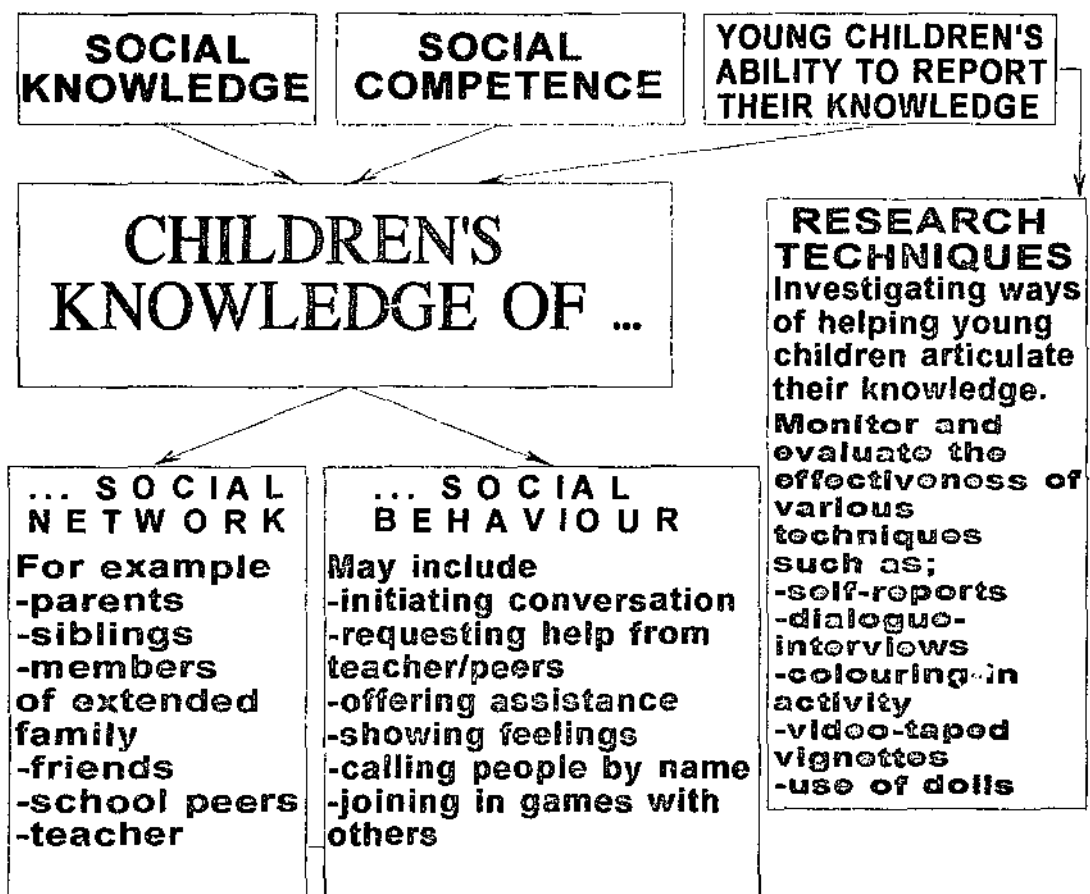 SOCIAL
KNOWLEDGE
SOCIAL
COMPETENCE
YOUNG CHILDREN'S
ABILITY TO REPORT
THEIR KNOWLEDGE
CHILDREN'S
KNOWLEDGE OF ...
RESEARCH
TECHNIQUES
Investigating ways
of helping young
children articulate
their knowledge.
Monitor and
evaluate the
effectiveness of
various
techniques
such as;
-self-reports
-dialogue-
interviews
-colouring-in
activity
-video-taped
vignettes
-use of dolls
... SOCIAL
NETWORK
For example
-parents
-siblings
-members
of extended
family
-friends
-school peers
-teacher
... SOCIAL
BEHAVIOUR
May include
-initiating conversation
-requesting help from
teacher/peers
-offering assistance
-showing feelings
-calling people by name
-joining in games with
others